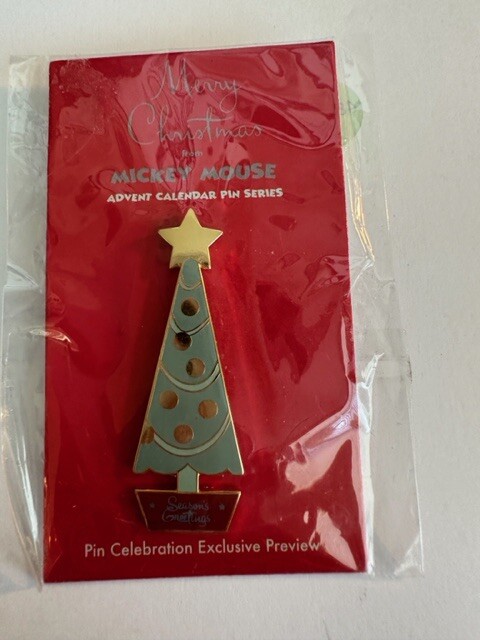 Merry
Christmas
from
MICKEY MOUSE
ADVENT CALENDAR PIN SERIES
Season's
Greetings
Pin Celebration Exclusive Preview